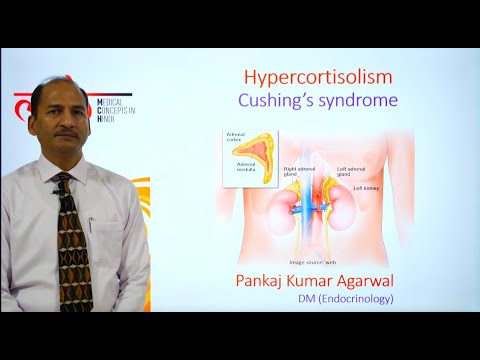 MEDICAL
CONCEPTS IN
HINDI
M
C
H
Hypercortisolism
Cushing's syndrome
Adrenal
cortex
Adrenal
medulla
Right adrenal
gland
Left adrenal
gland
Left kidney
Image source: web
Pankaj Kumar Agarwal
DM (Endocrinology)